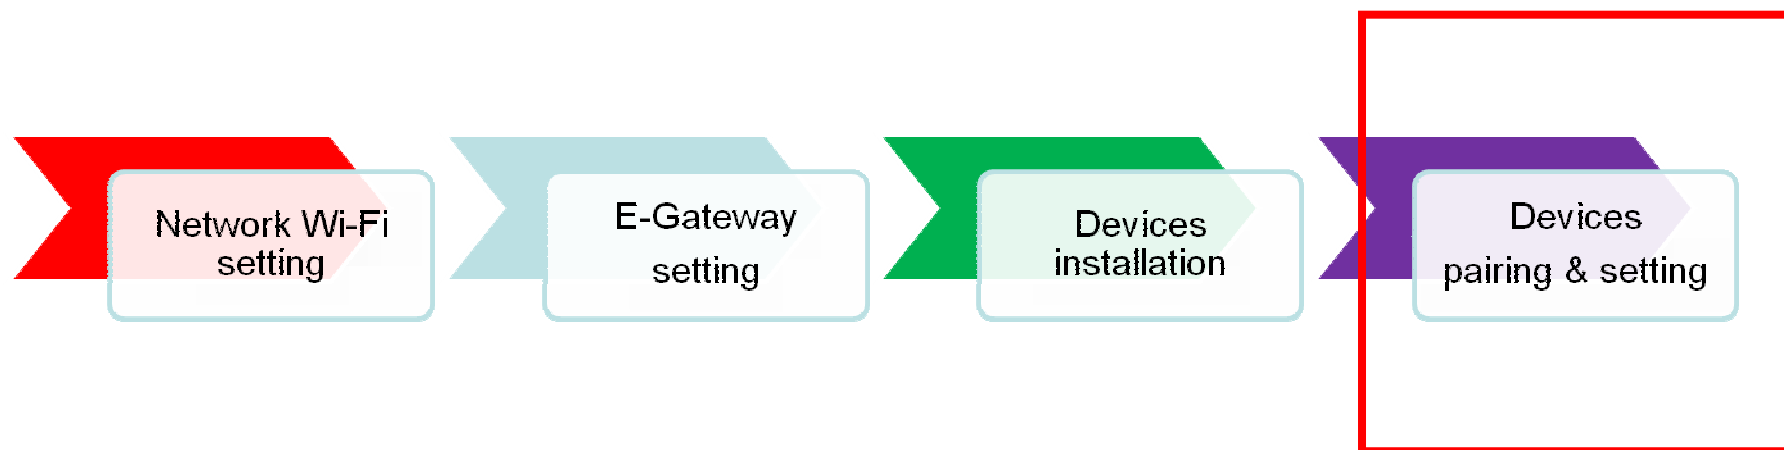 Network Wi-Fi
setting
E-Gateway
setting
Devices
installation
Devices
pairing & setting